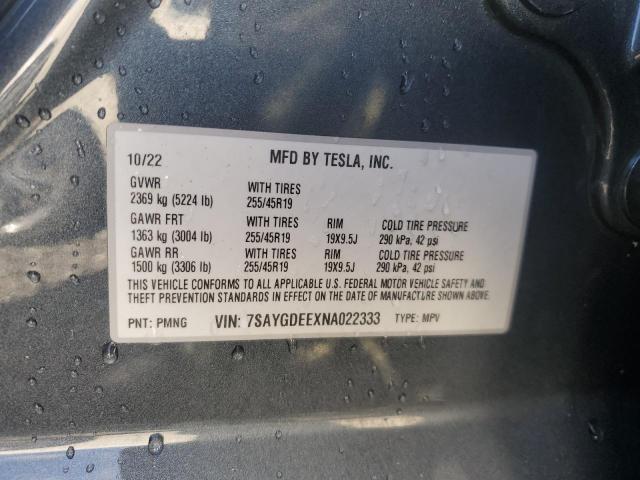 10/22 MFD BY TESLA, INC.
GVWR WITH TIRES
2369 kg (5224 lb) 255/45R19
GAWR FRT WITH TIRES RIM COLD TIRE PRESSURE
1363 kg (3004 lb) 255/45R19 19X9.5J 290 kPa, 42 psi
GAWR RR WITH TIRES RIM COLD TIRE PRESSURE
1500 kg (3306 lb) 255/45R19 19X9.5J 290 kPa, 42 psi
THIS VEHICLE CONFORMS TO ALL APPLICABLE U.S. FEDERAL MOTOR VEHICLE SAFETY AND
THEFT PREVENTION STANDARDS IN EFFECT ON THE DATE OF MANUFACTURE SHOWN ABOVE.
PNT: PMNG VIN: 7SAYGDEEXNA022333 TYPE: MPV